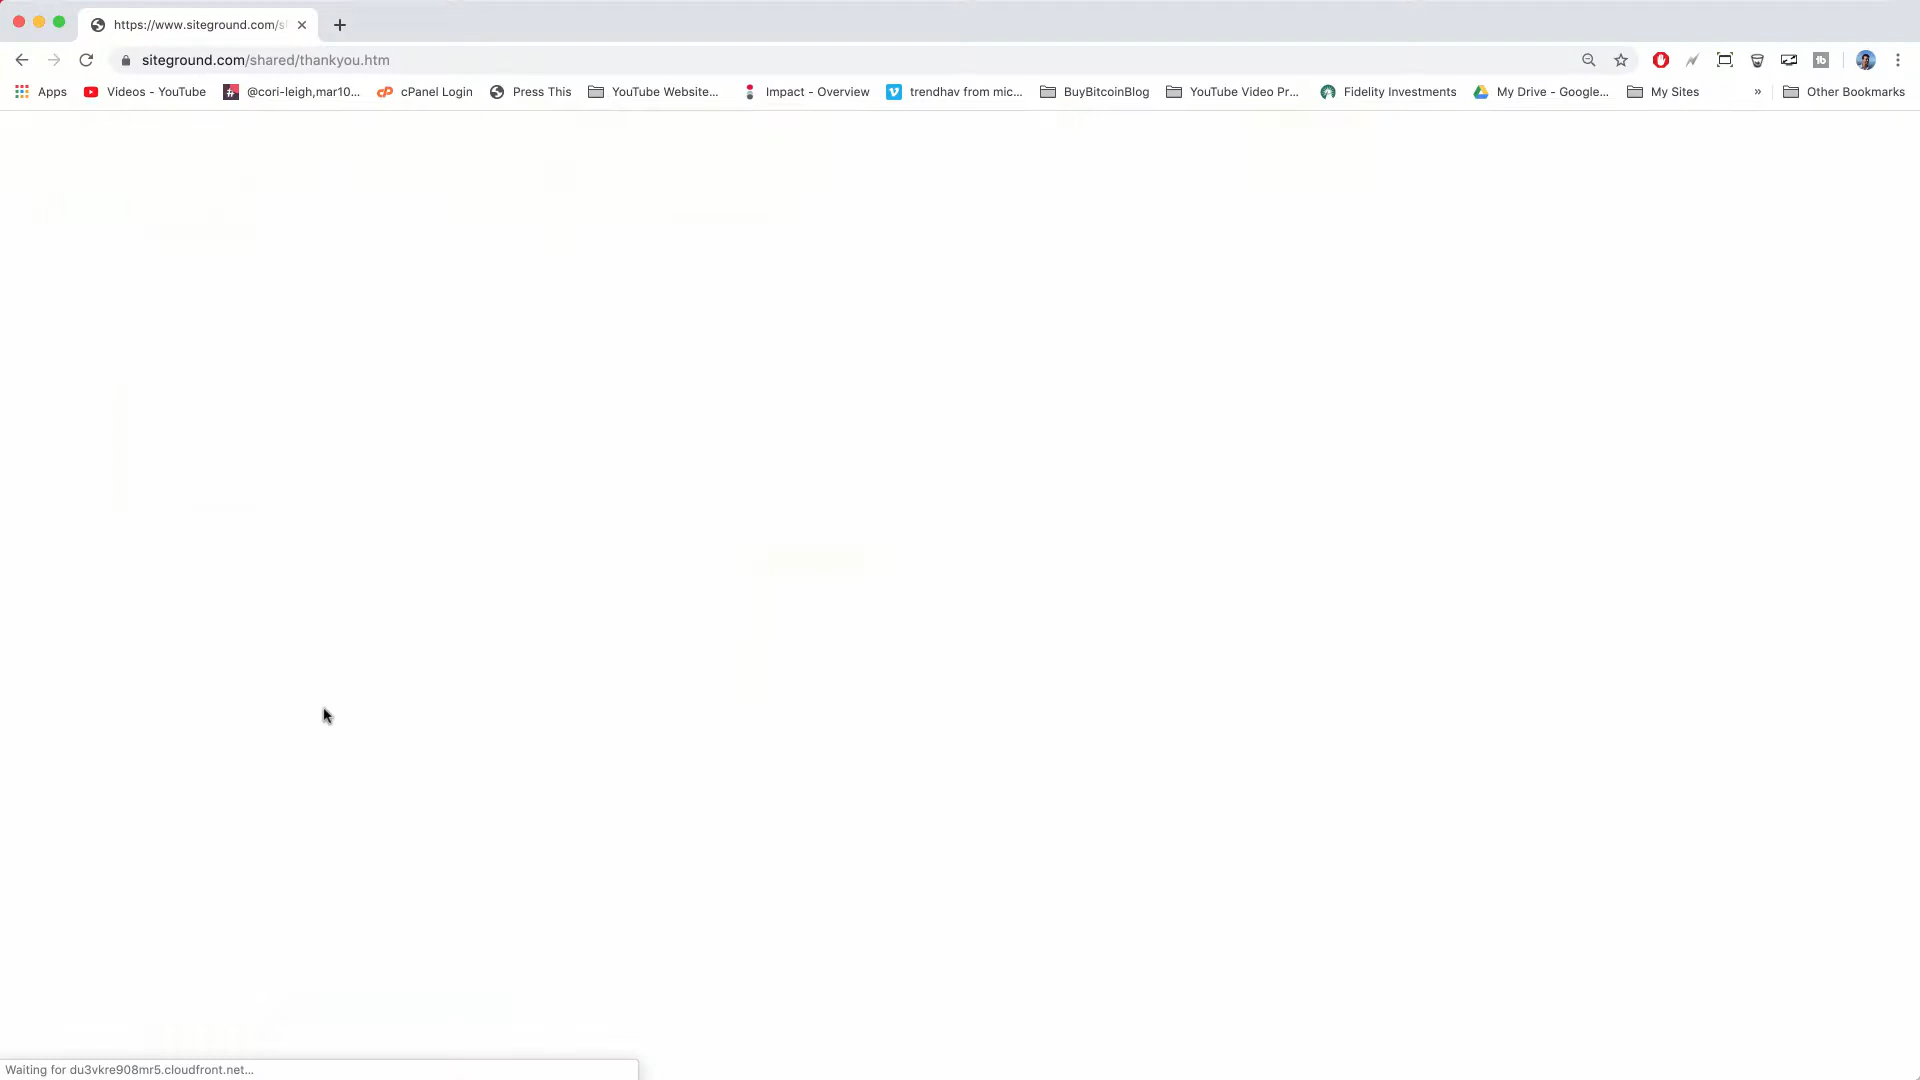 https://www.siteground.com/s
siteground.com/shared/thankyou.htm
Apps Videos - YouTube @cori-leigh,mar10... cPanel Login Press This YouTube Website... Impact - Overview trendhav from mic... BuyBitcoinBlog YouTube Video Pr... Fidelity Investments My Drive - Google... My Sites » Other Bookmarks
Waiting for du3vkre908mr5.cloudfront.net...